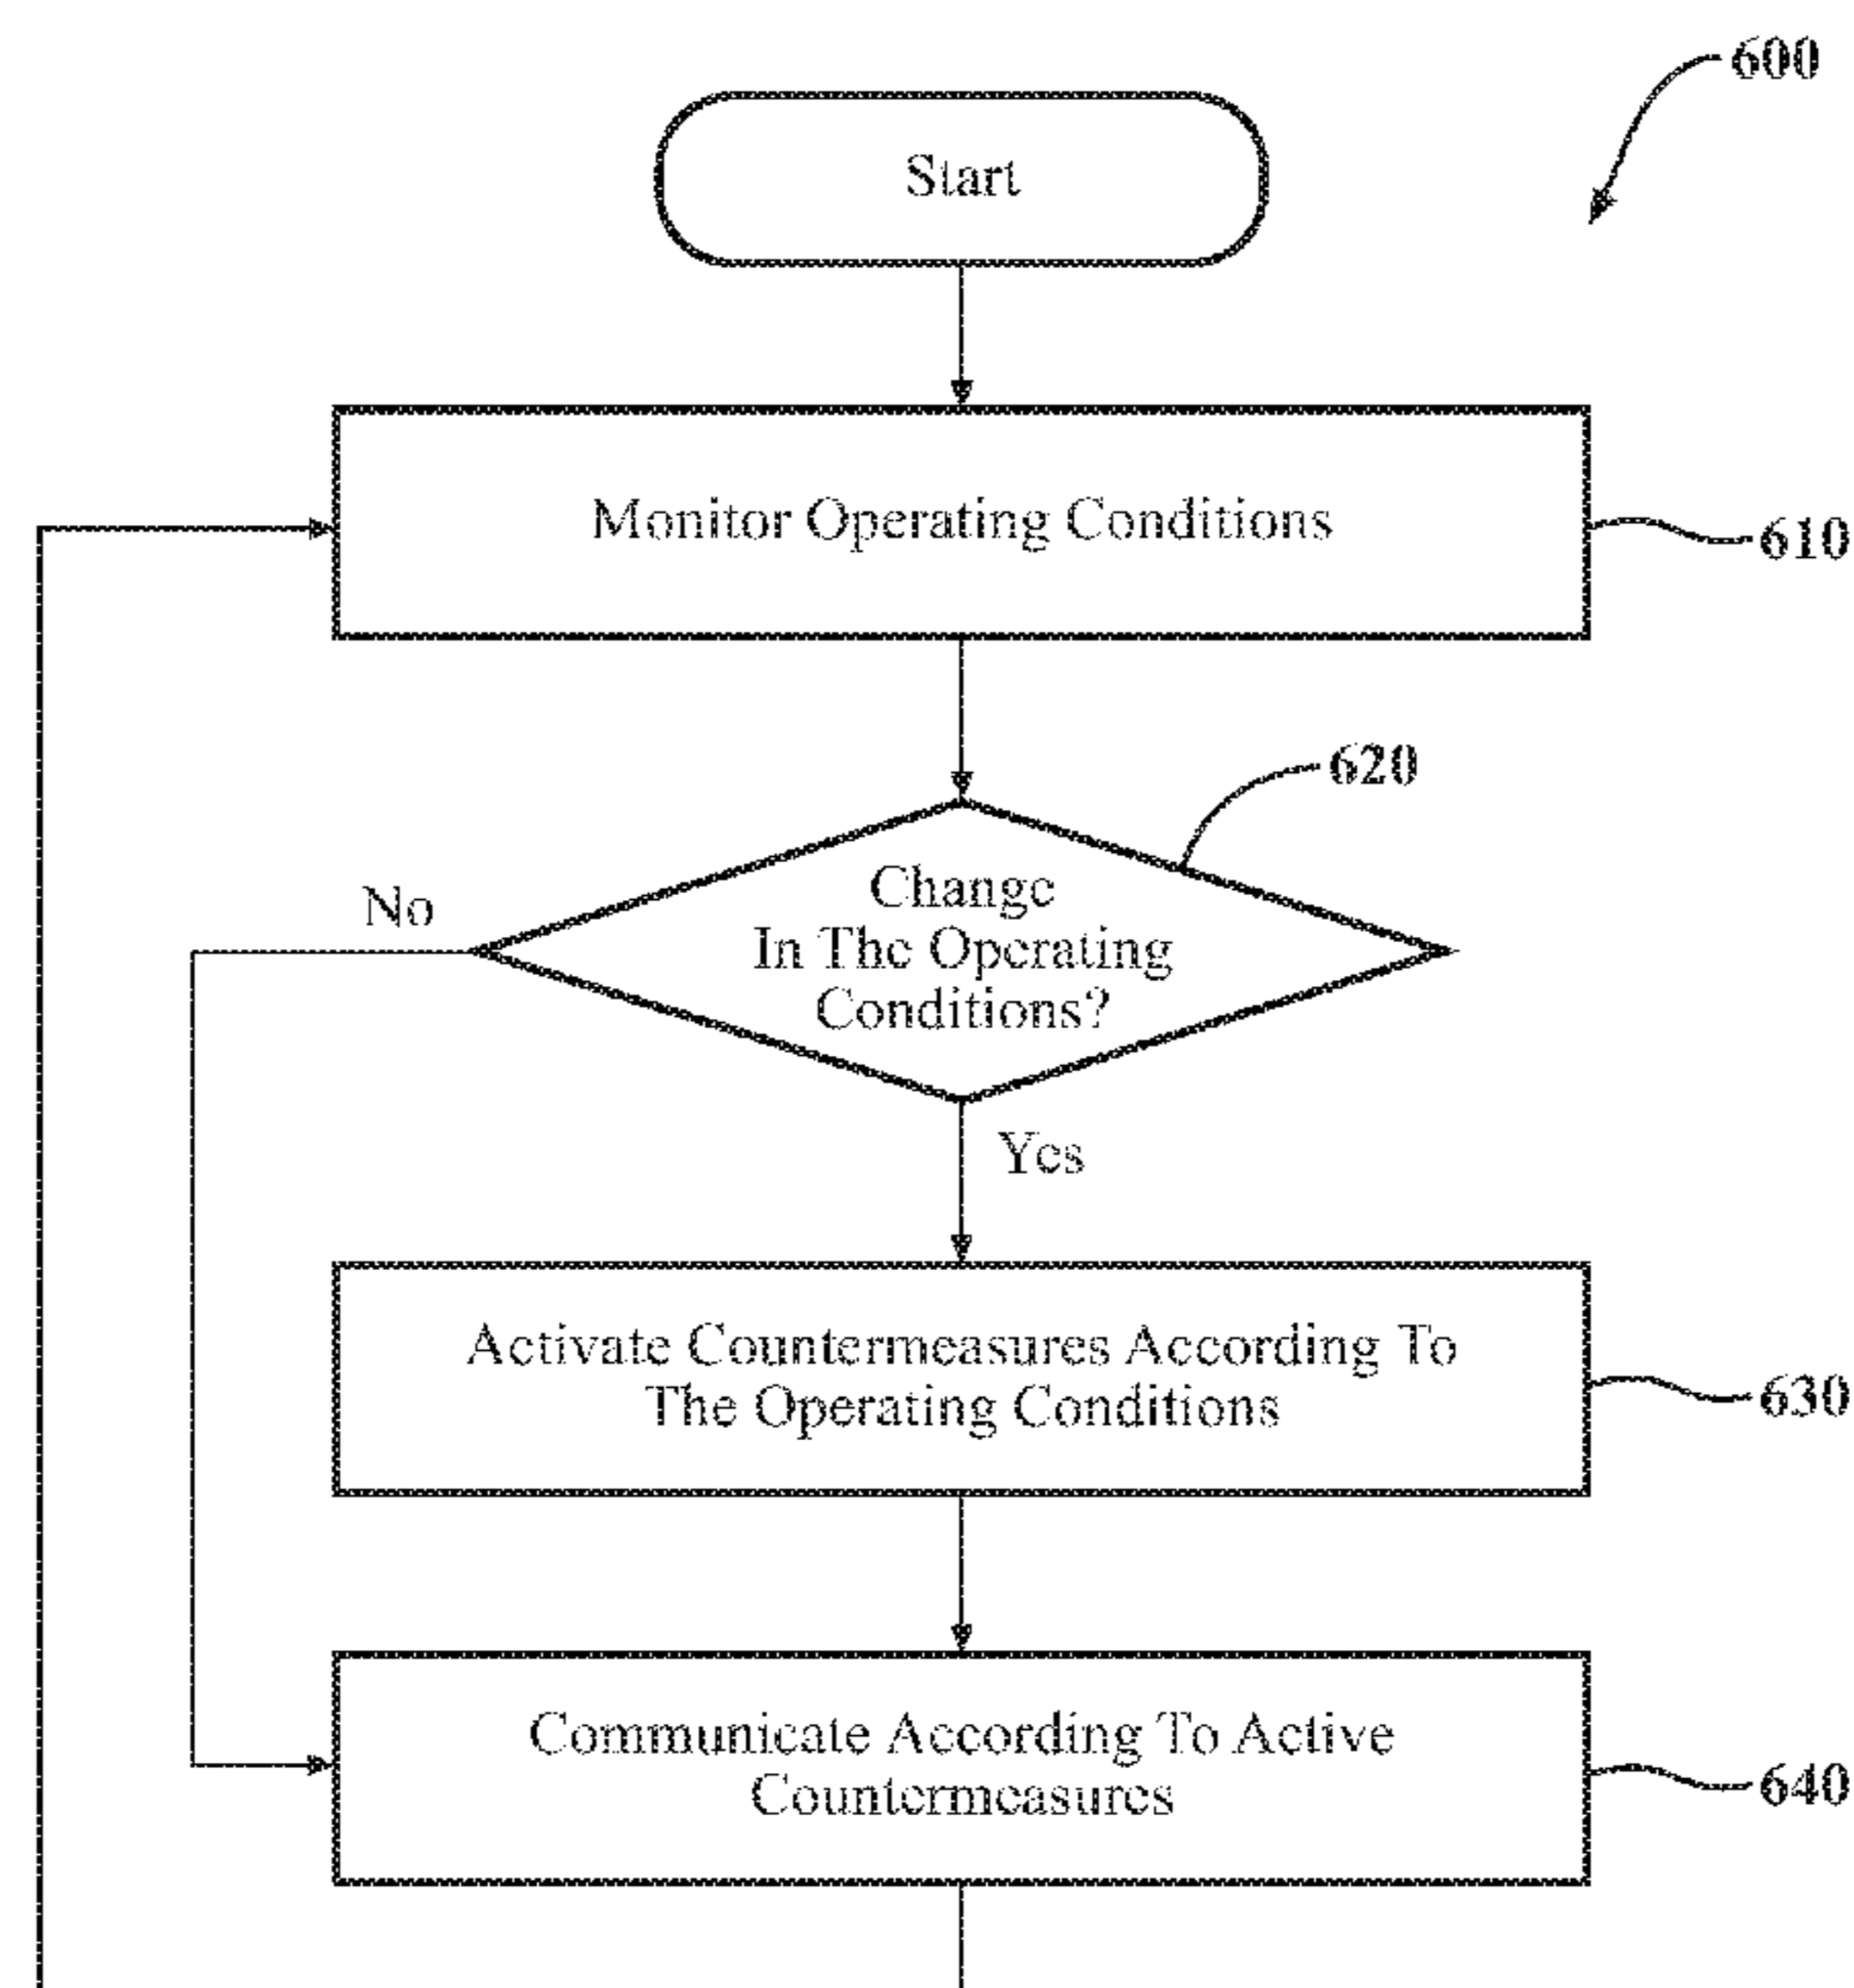 600
Start
Monitor Operating Conditions
610
620
Change
In The Operating
Conditions?
No
Yes
Activate Countermeasures According To
The Operating Conditions
630
Communicate According To Active
Countermeasures
640